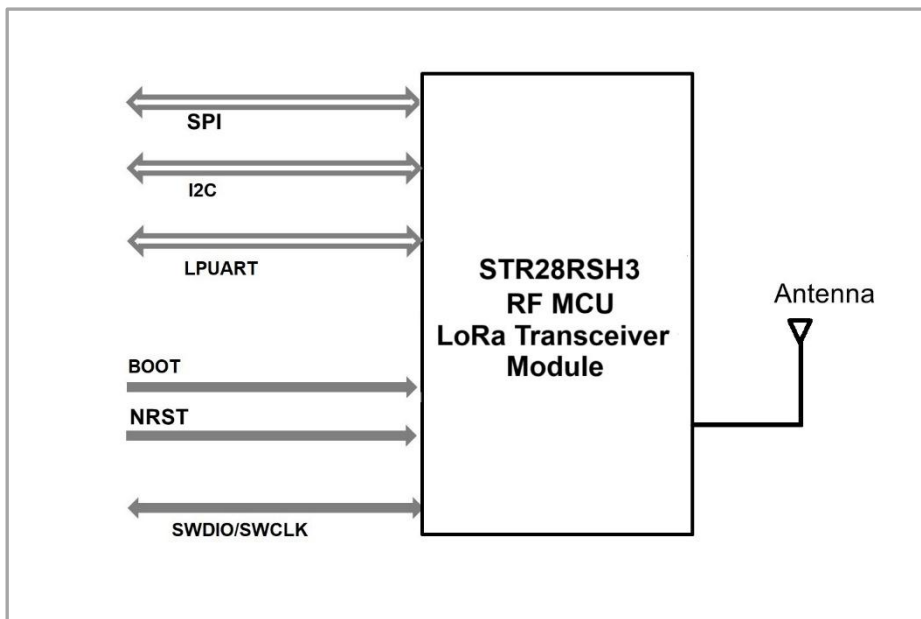 SPI
I2C
LPUART
BOOT
NRST
SWDIO/SWCLK
STR28RSH3
RF MCU
LoRa Transceiver
Module
Antenna